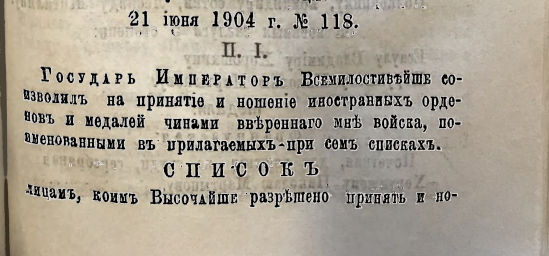 21 іюня 1904 г. № 118.
П. I.
Государь Императоръ Всемилостивѣйше со-
изволилъ на принятіе и ношеніе иностранныхъ орде-
новъ и медалей чинами ввѣреннаго мнѣ войска, по-
именованными въ прилагаемыхъ-при семъ спискахъ.
СПИСОКЪ
лицамъ, коимъ Высочайше разрѣшено принять и но-